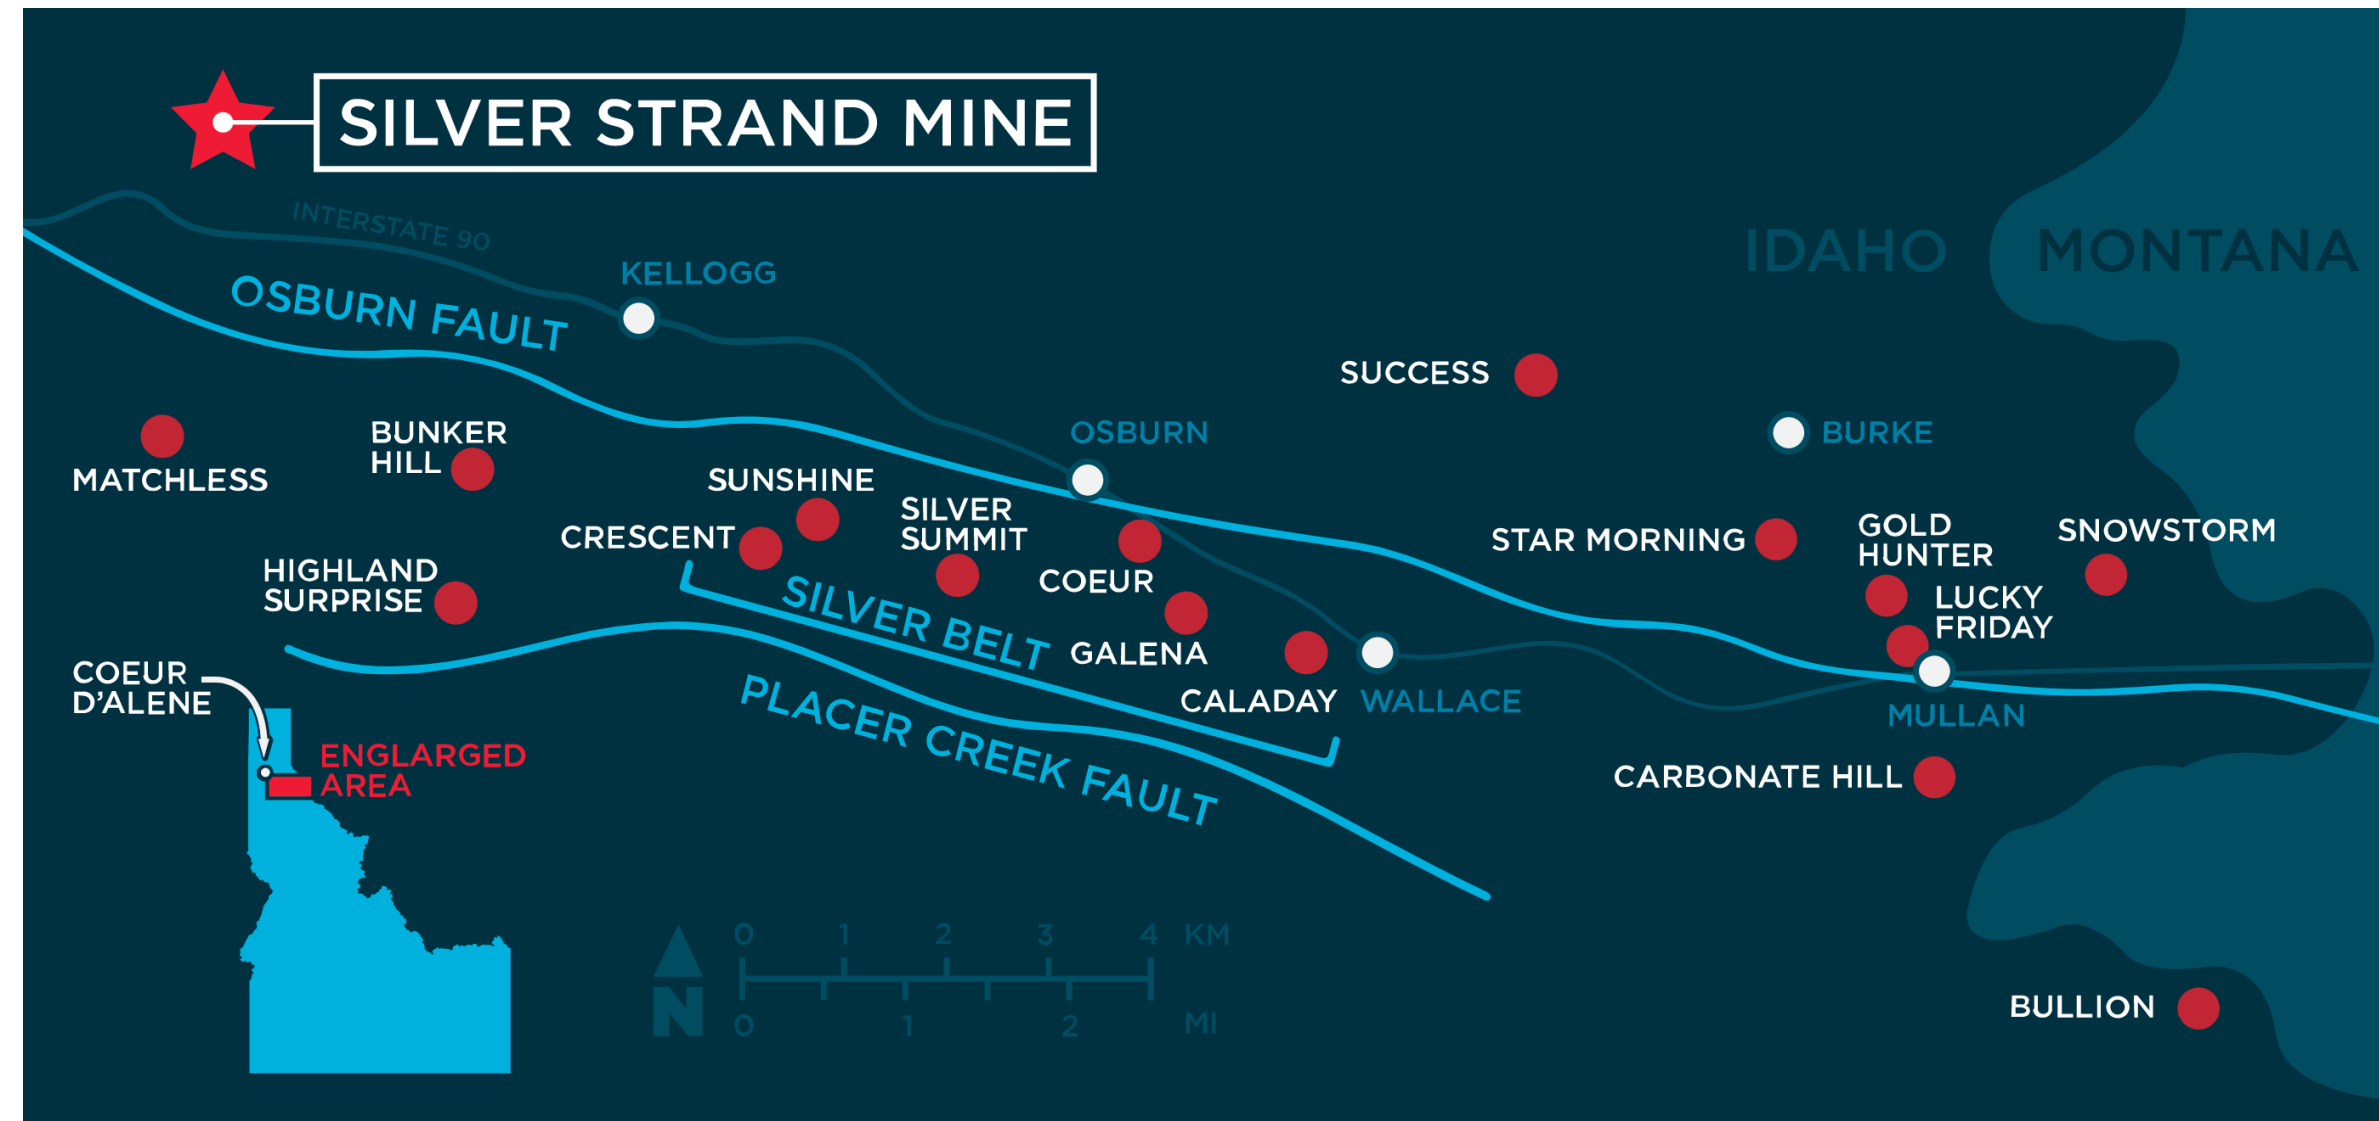 SILVER STRAND MINE
INTERSTATE 90
IDAHO
MONTANA
KELLOGG
OSBURN FAULT
SUCCESS
OSBURN
BURKE
MATCHLESS
BUNKER
HILL
SUNSHINE
CRESCENT
SILVER
SUMMIT
COEUR
STAR MORNING
GOLD
HUNTER
SNOWSTORM
HIGHLAND
SURPRISE
SILVER BELT
GALENA
LUCKY
FRIDAY
CALADAY
WALLACE
MULLAN
COEUR
D'ALENE
PLACER CREEK FAULT
ENGLARGED
AREA
CARBONATE HILL
0 1 2 3 4 KM
N
0 1 2 MI
BULLION